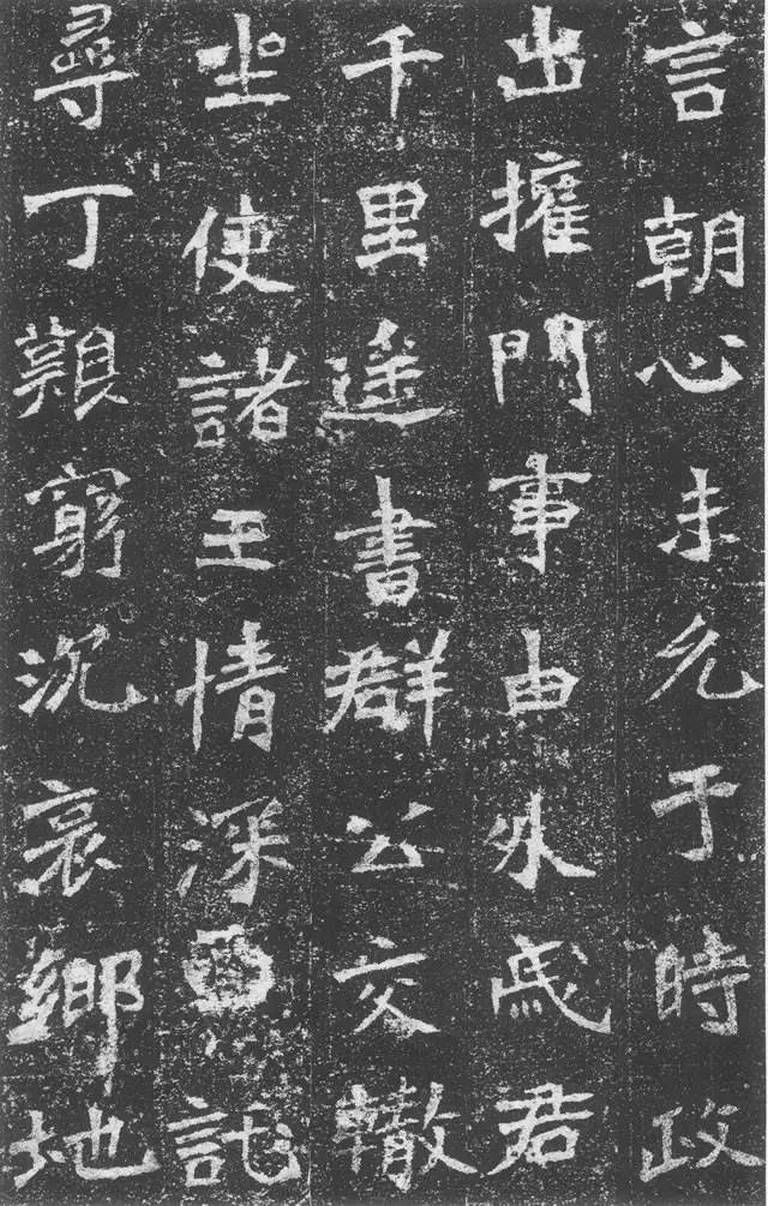 言朝心未允于時政
出擁門事由外戚君
千里遥書群公交轍
坐使諸王情深託
尋丁艱窮沉哀鄉地